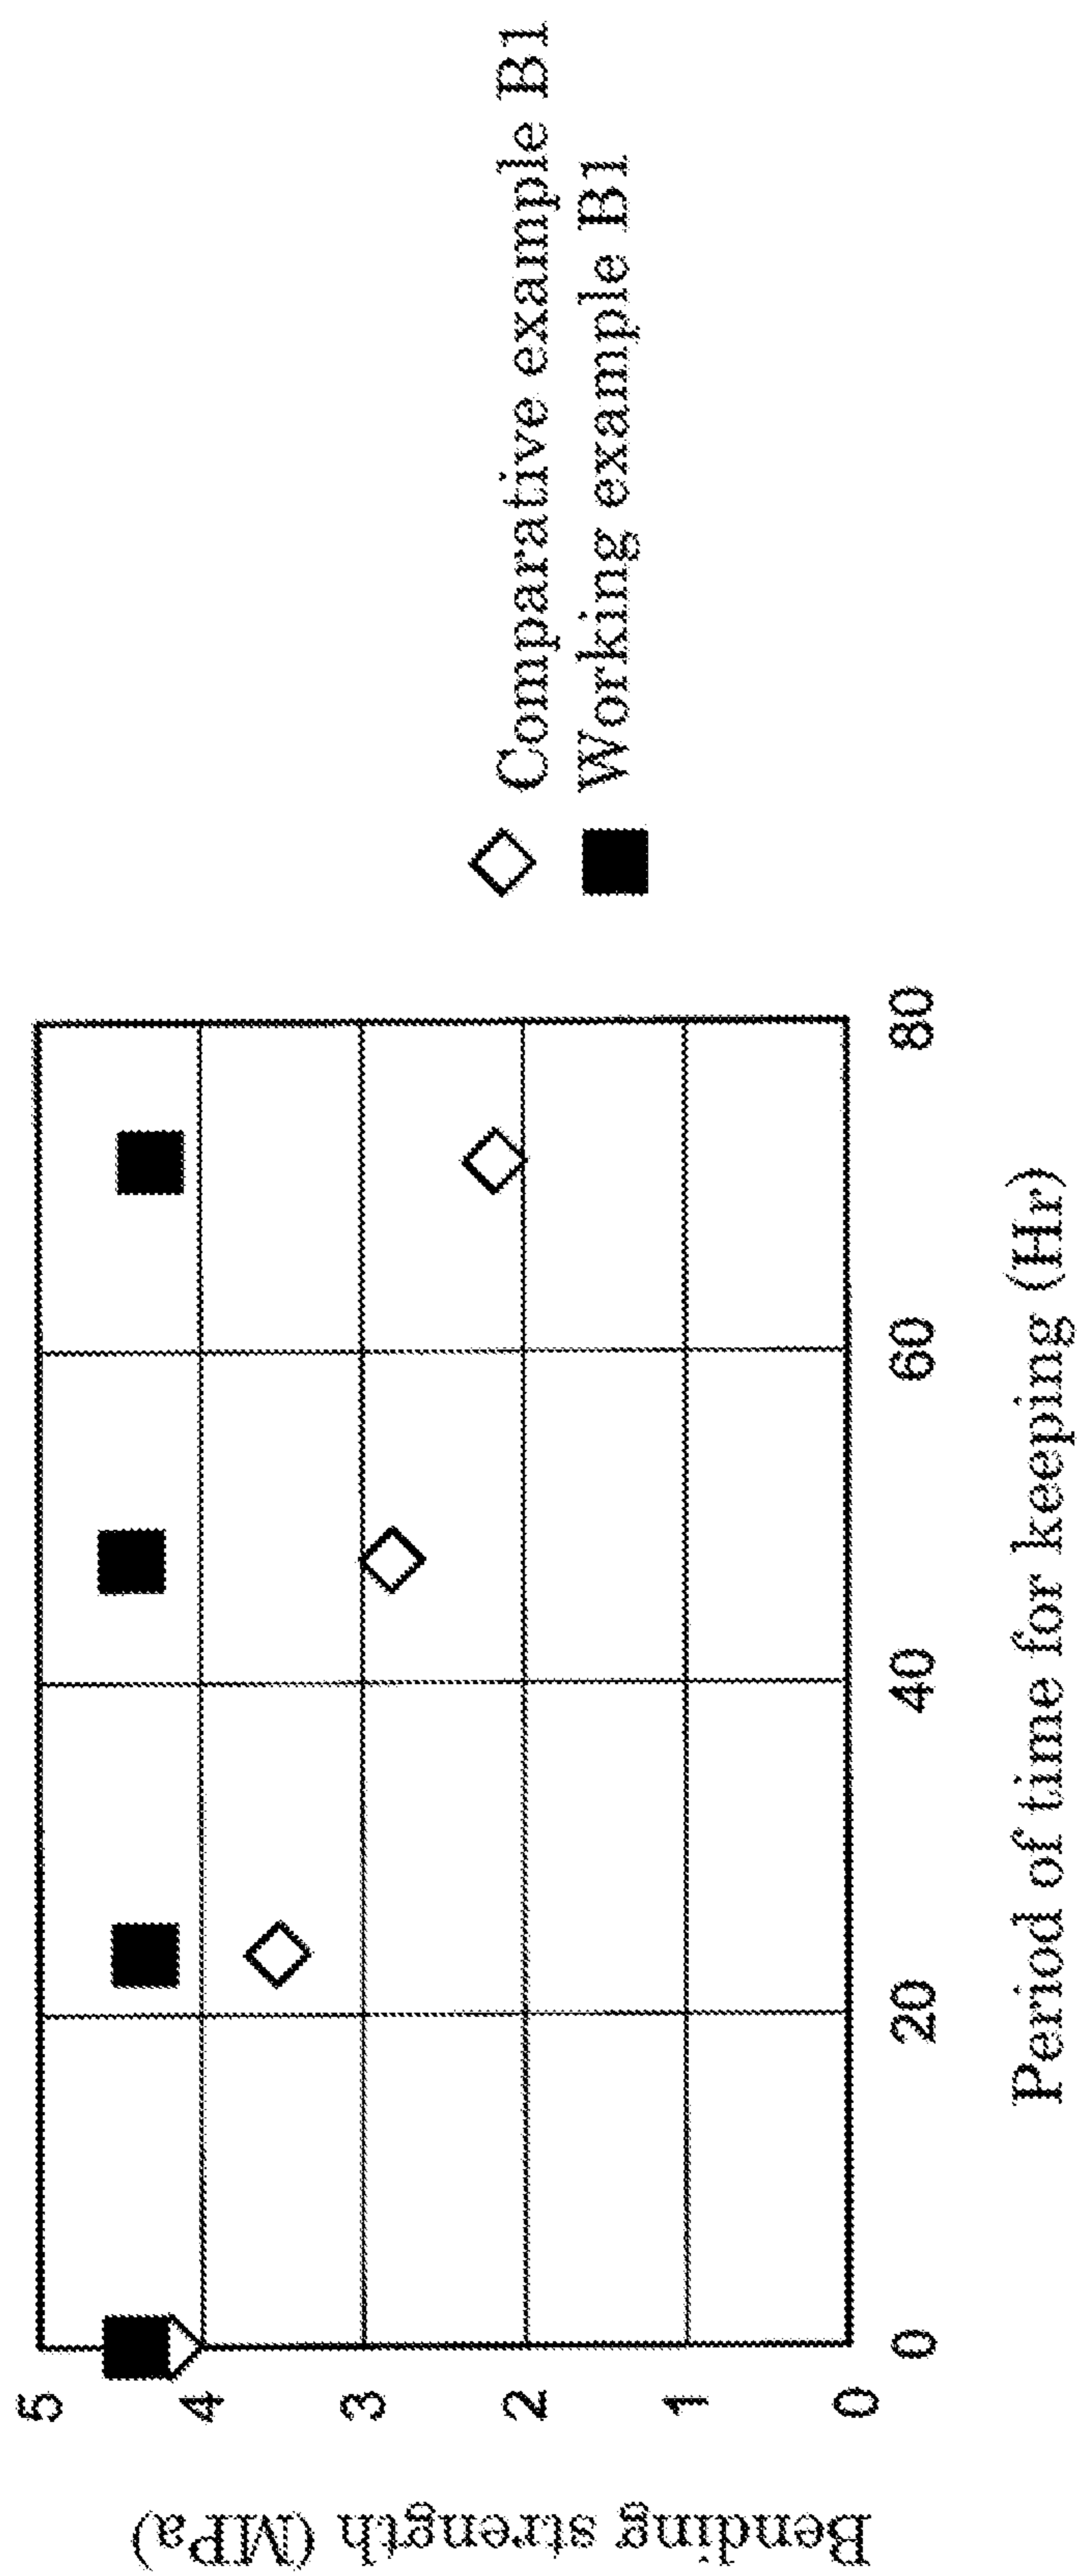 Bending strength (MPa)
5
4
3
2
1
0
0
20
40
60
80
Period of time for keeping (Hr)
Comparative example B1
Working example B1